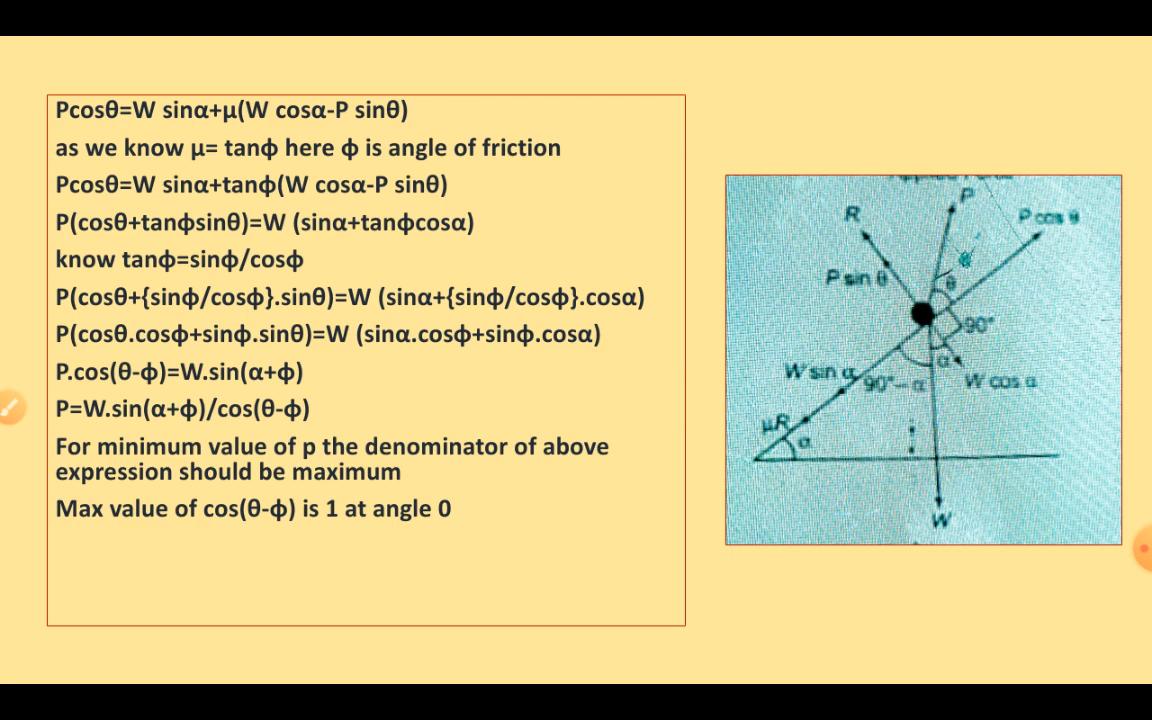 Pcosθ=W sinα+μ(W cosα-P sinθ)
as we know μ= tanϕ here ϕ is angle of friction
Pcosθ=W sinα+tanϕ(W cosα-P sinθ)
P(cosθ+tanϕsinθ)=W (sinα+tanϕcosα)
know tanϕ=sinϕ/cosϕ
P(cosθ+{sinϕ/cosϕ}.sinθ)=W (sinα+{sinϕ/cosϕ}.cosα)
P(cosθ.cosϕ+sinϕ.sinθ)=W (sinα.cosϕ+sinϕ.cosα)
P.cos(θ-ϕ)=W.sin(α+ϕ)
P=W.sin(α+ϕ)/cos(θ-ϕ)
For minimum value of p the denominator of above
expression should be maximum
Max value of cos(θ-ϕ) is 1 at angle 0
P
R
P cos θ
P sin θ
θ
90°
α
W sin α
90°– α
W cos α
μR
α
W